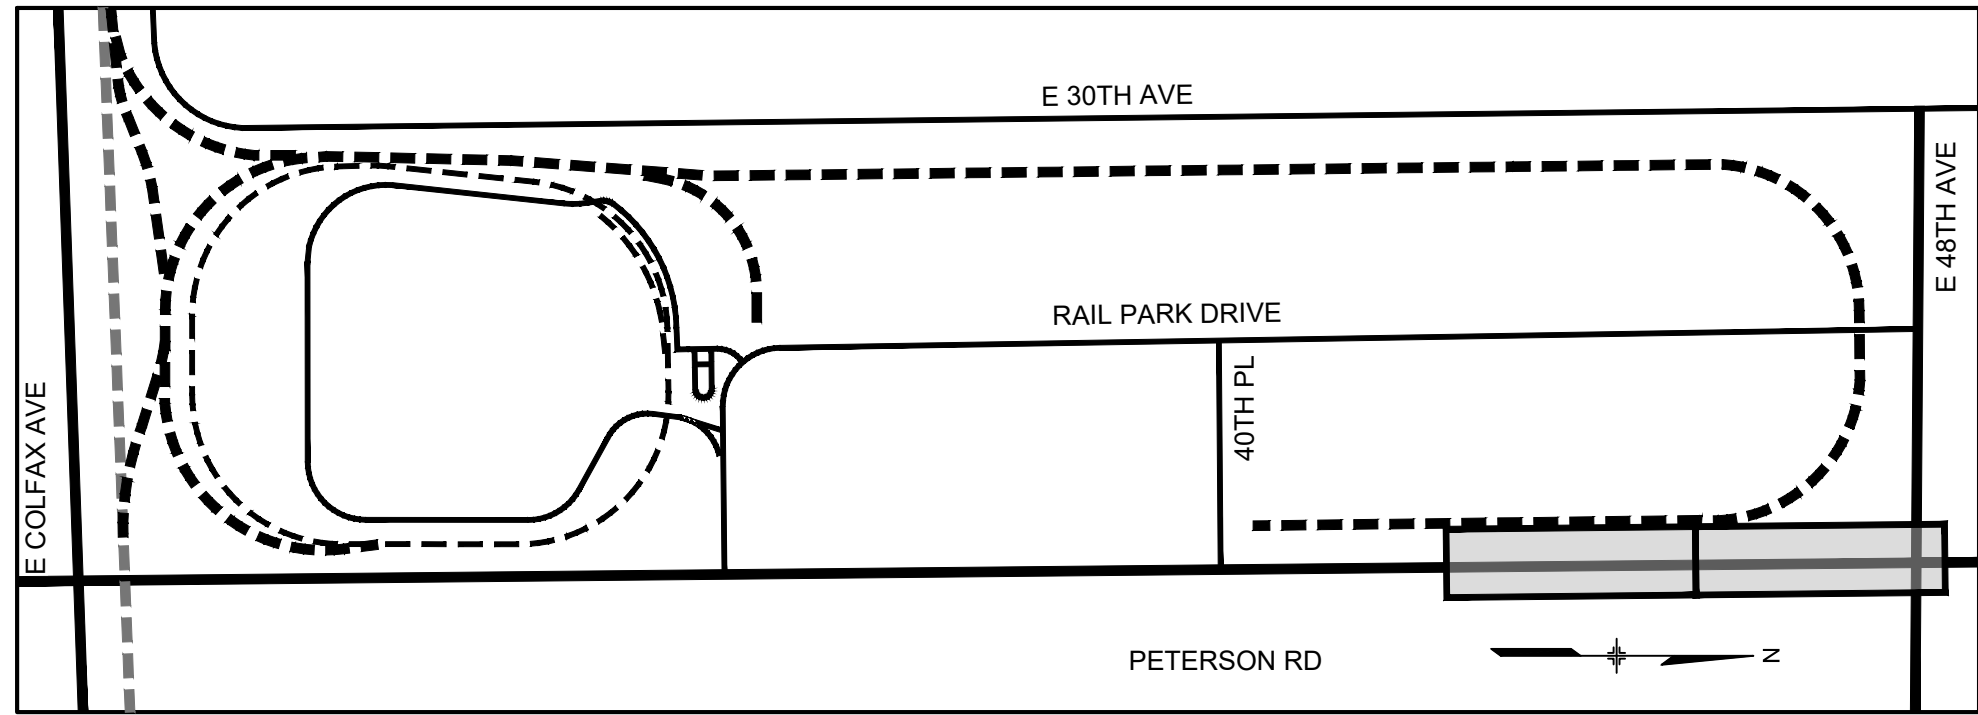 E 30TH AVE
E 48TH AVE
RAIL PARK DRIVE
40TH PL
E COLFAX AVE
PETERSON RD
N